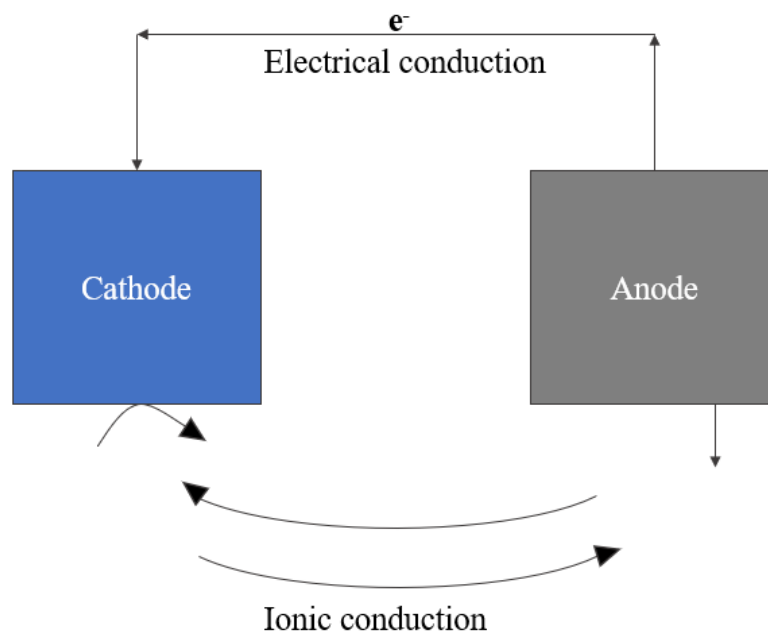 e⁻
Electrical conduction
Cathode
Anode
Ionic conduction